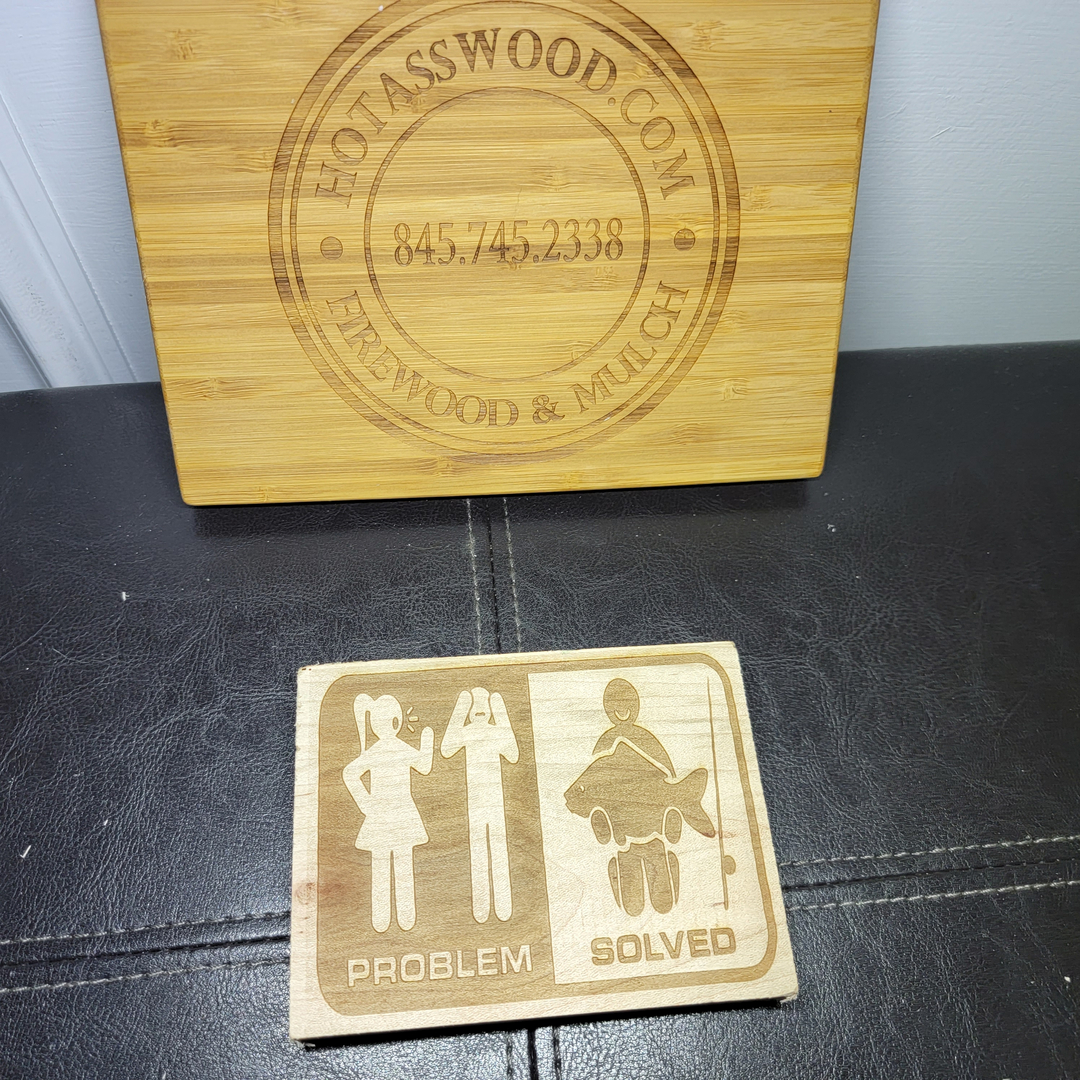 HOTASSWOOD.COM
845.745.2338
FIREWOOD & MULCH
PROBLEM
SOLVED